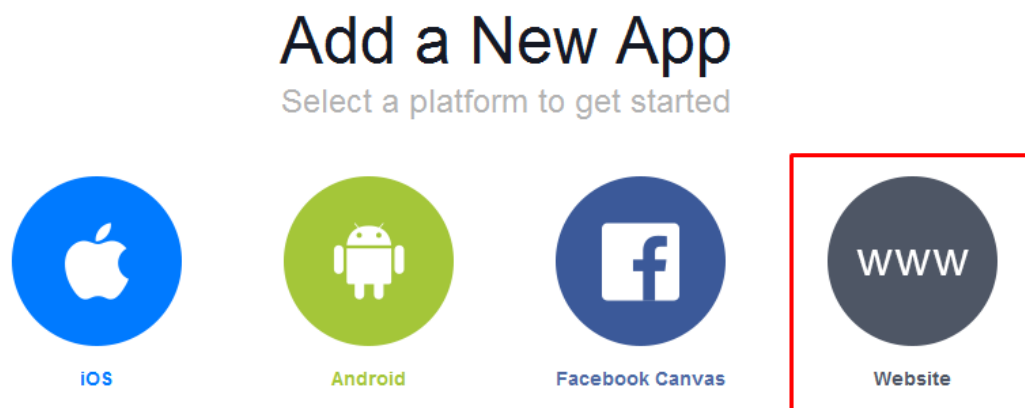 Add a New App
Select a platform to get started
www
iOS
Android
Facebook Canvas
Website